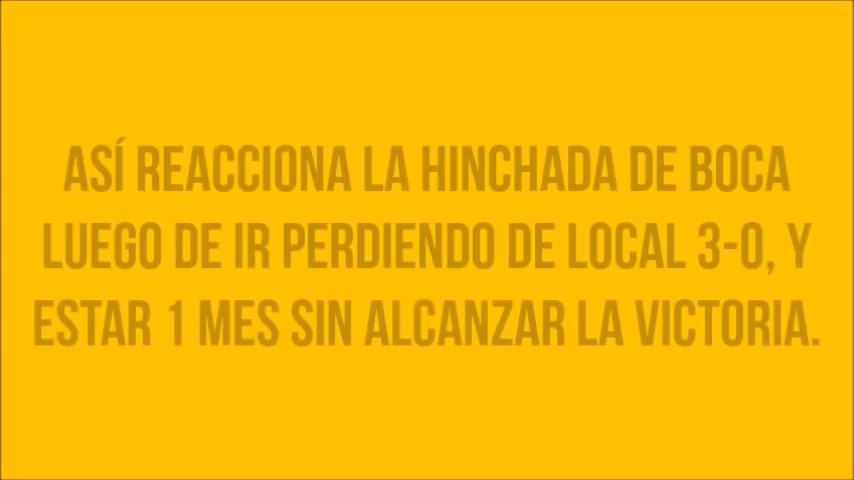 ASÍ REACCIONA LA HINCHADA DE BOCA
LUEGO DE IR PERDIENDO DE LOCAL 3-0, Y
ESTAR 1 MES SIN ALCANZAR LA VICTORIA.